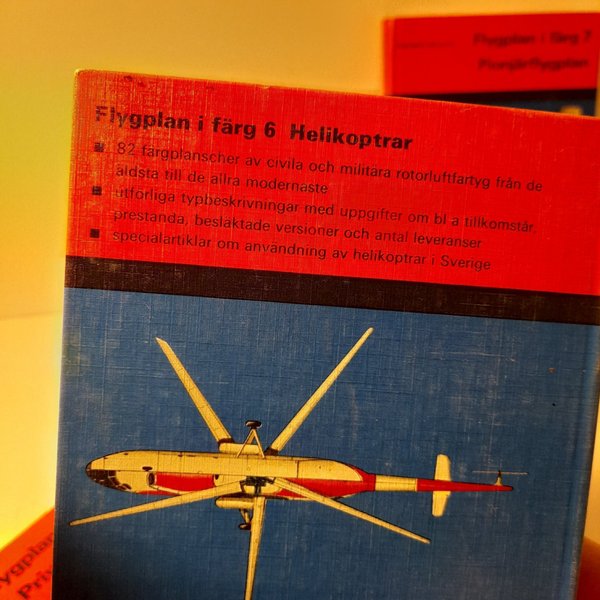 Flygplan i färg 7
Pionjärflygplan
Flygplan i färg 6 Helikoptrar
■ 82 färgplanscher av civila och militära rotorluftfartyg från de
äldsta till de allra modernaste
■ utförliga typbeskrivningar med uppgifter om bl a tillkomstår,
prestanda, besläktade versioner och antal leveranser
■ specialartiklar om användning av helikoptrar i Sverige